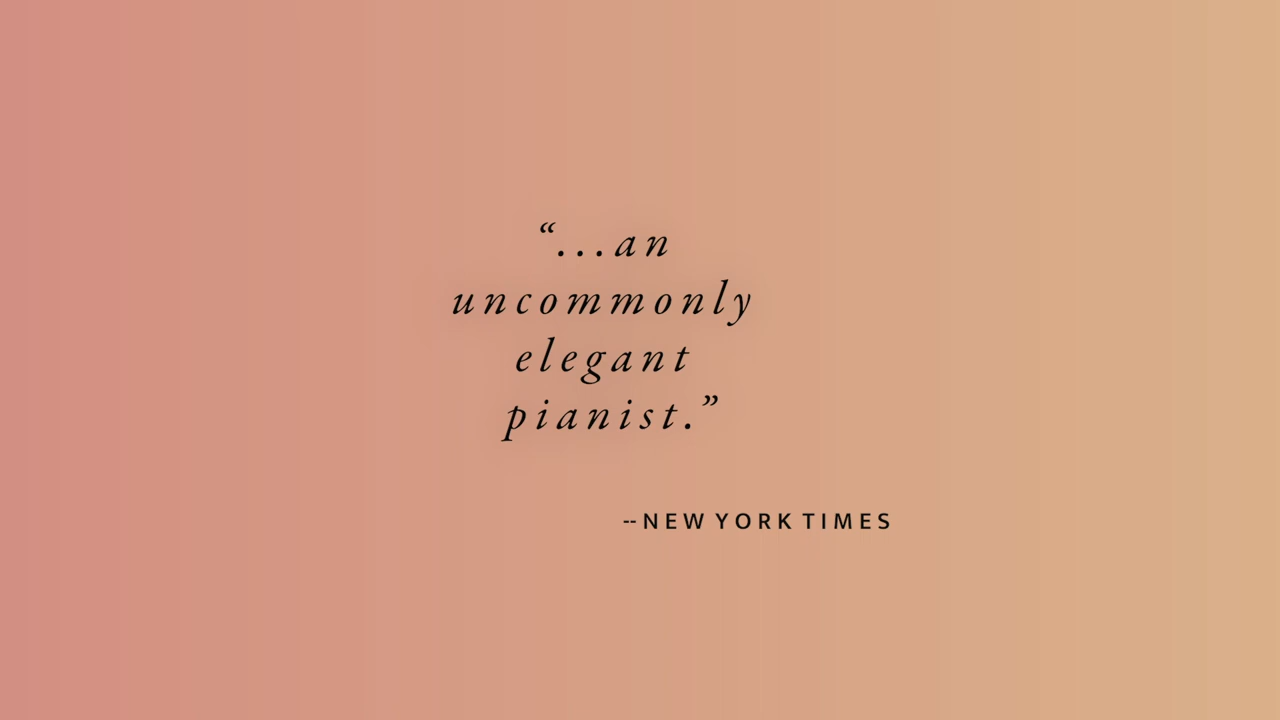 “...an
uncommonly
elegant
pianist.”
--NEW YORK TIMES